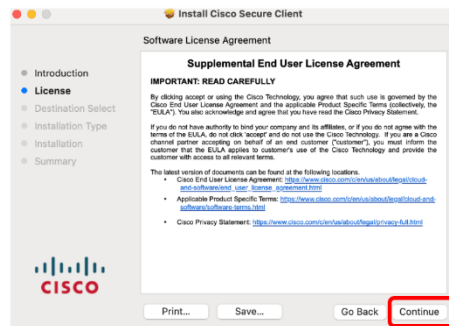 Install Cisco Secure Client
Software License Agreement
Introduction
License
Destination Select
Installation Type
Installation
Summary
Supplemental End User License Agreement
IMPORTANT: READ CAREFULLY
By clicking accept or using the Cisco Technology, you agree that such use is governed by the
Cisco End User License Agreement and the applicable Product Specific Terms (collectively, the
"EULA"). You also acknowledge and agree that you have read the Cisco Privacy Statement.
If you do not have authority to bind your company and its affiliates, or if you do not agree with the
terms of the EULA, do not click 'accept' and do not use the Cisco Technology. If you are a Cisco
channel partner accepting on behalf of an end customer ("customer"), you must inform the
customer that the EULA applies to customer's use of the Cisco Technology and provide the
customer with access to all relevant terms.
The latest version of documents can be found at the following locations.
• Cisco End User License Agreement: https://www.cisco.com/c/en/us/about/legal/cloud-
and-software/end_user_license_agreement.html
• Applicable Product Specific Terms: https://www.cisco.com/c/en/us/about/legal/cloud-and-
software/software-terms.html
• Cisco Privacy Statement: https://www.cisco.com/c/en/us/about/legal/privacy-full.html
CISCO
Print...
Save...
Go Back
Continue